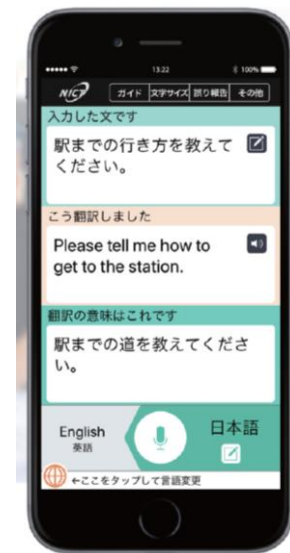 13:22
100%
NICT
ガイド 文字サイズ 誤り報告 その他
入力した文です
駅までの行き方を教えて
ください。
こう翻訳しました
Please tell me how to
get to the station.
翻訳の意味はこれです
駅までの道を教えてくださ
い。
English
英語
日本語
←ここをタップして言語変更